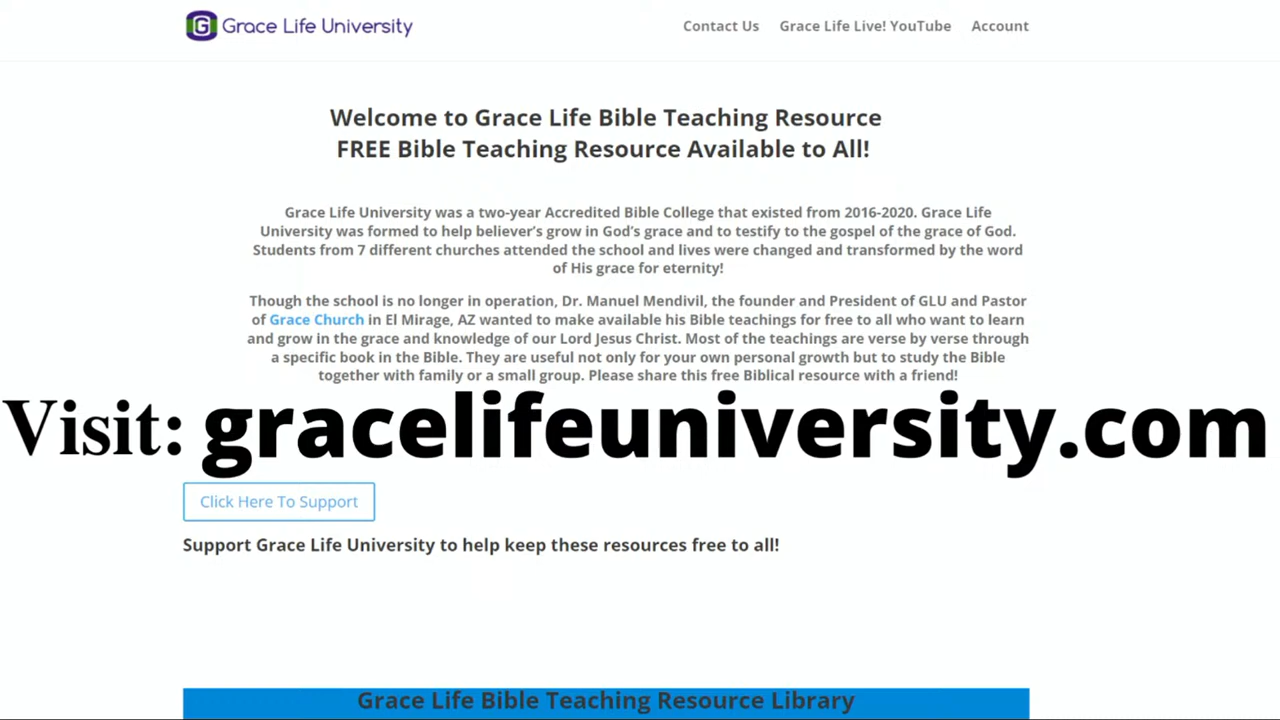 Grace Life University
Contact Us
Grace Life Live! YouTube
Account
Welcome to Grace Life Bible Teaching Resource
FREE Bible Teaching Resource Available to All!
Grace Life University was a two-year Accredited Bible College that existed from 2016-2020. Grace Life
University was formed to help believer’s grow in God’s grace and to testify to the gospel of the grace of God.
Students from 7 different churches attended the school and lives were changed and transformed by the word
of His grace for eternity!
Though the school is no longer in operation, Dr. Manuel Mendivil, the founder and President of GLU and Pastor
of Grace Church in El Mirage, AZ wanted to make available his Bible teachings for free to all who want to learn
and grow in the grace and knowledge of our Lord Jesus Christ. Most of the teachings are verse by verse through
a specific book in the Bible. They are useful not only for your own personal growth but to study the Bible
together with family or a small group. Please share this free Biblical resource with a friend!
Visit: gracelifeuniversity.com
Click Here To Support
Support Grace Life University to help keep these resources free to all!
Grace Life Bible Teaching Resource Library